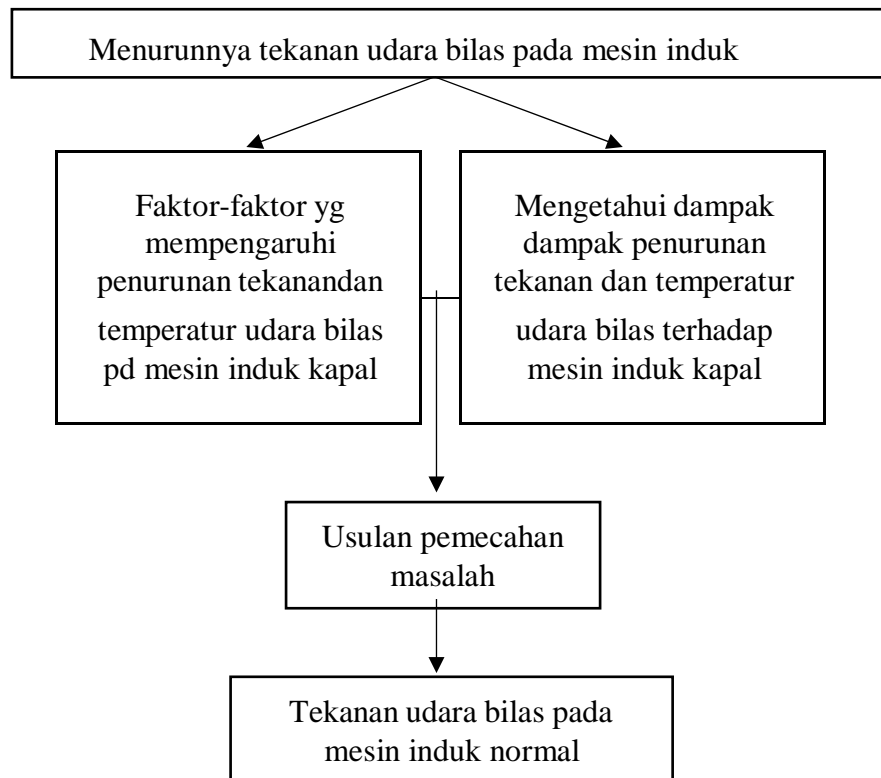 Menurunnya tekanan udara bilas pada mesin induk
Faktor-faktor yg
mempengaruhi
penurunan tekanandan
temperatur udara bilas
pd mesin induk kapal
Mengetahui dampak
dampak penurunan
tekanan dan temperatur
udara bilas terhadap
mesin induk kapal
Usulan pemecahan
masalah
Tekanan udara bilas pada
mesin induk normal